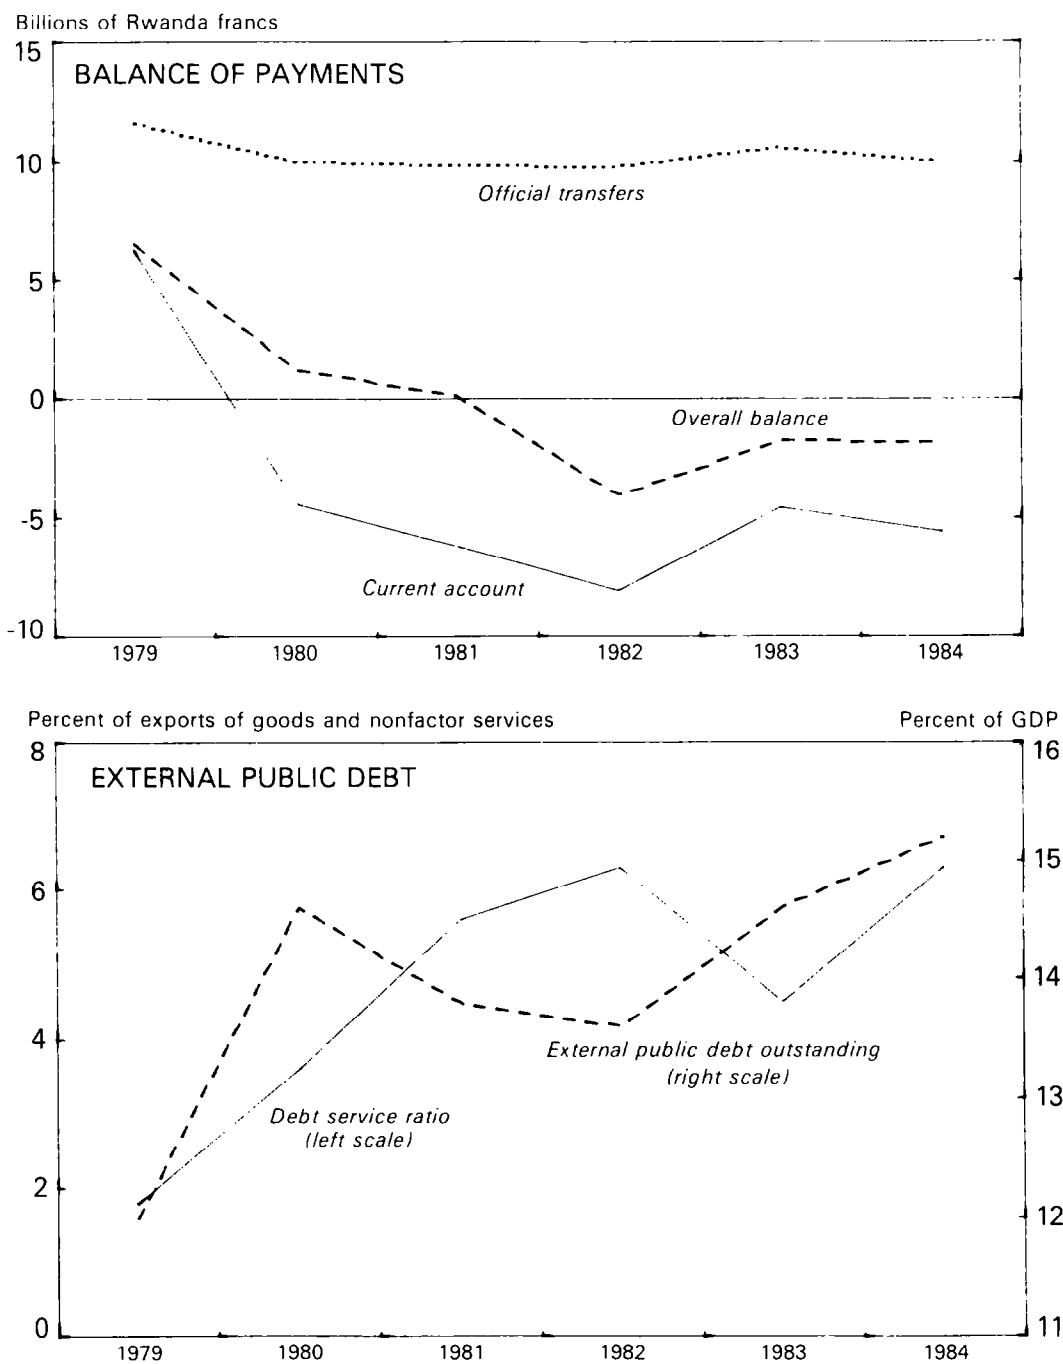 Billions of Rwanda francs
15
BALANCE OF PAYMENTS
10
Official transfers
5
0
Overall balance
-5
Current account
-10
1979 1980 1981 1982 1983 1984
Percent of exports of goods and nonfactor services Percent of GDP
8 16
EXTERNAL PUBLIC DEBT
15
6
14
4
External public debt outstanding
(right scale)
13
Debt service ratio
(left scale)
2
12
0 11
1979 1980 1981 1982 1983 1984